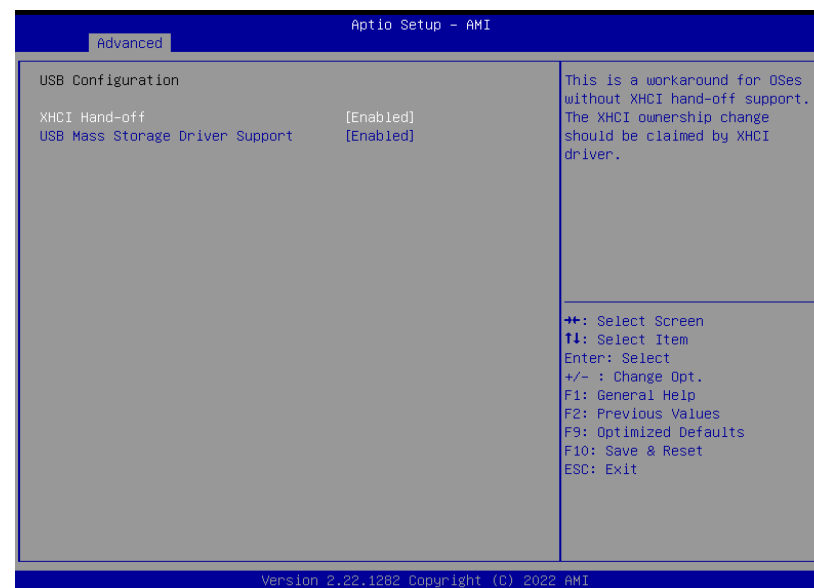 Aptio Setup – AMI
Advanced
USB Configuration
XHCI Hand-off [Enabled]
USB Mass Storage Driver Support [Enabled]
This is a workaround for OSes
without XHCI hand-off support.
The XHCI ownership change
should be claimed by XHCI
driver.
→←: Select Screen
↑↓: Select Item
Enter: Select
+/- : Change Opt.
F1: General Help
F2: Previous Values
F9: Optimized Defaults
F10: Save & Reset
ESC: Exit
Version 2.22.1282 Copyright (C) 2022 AMI